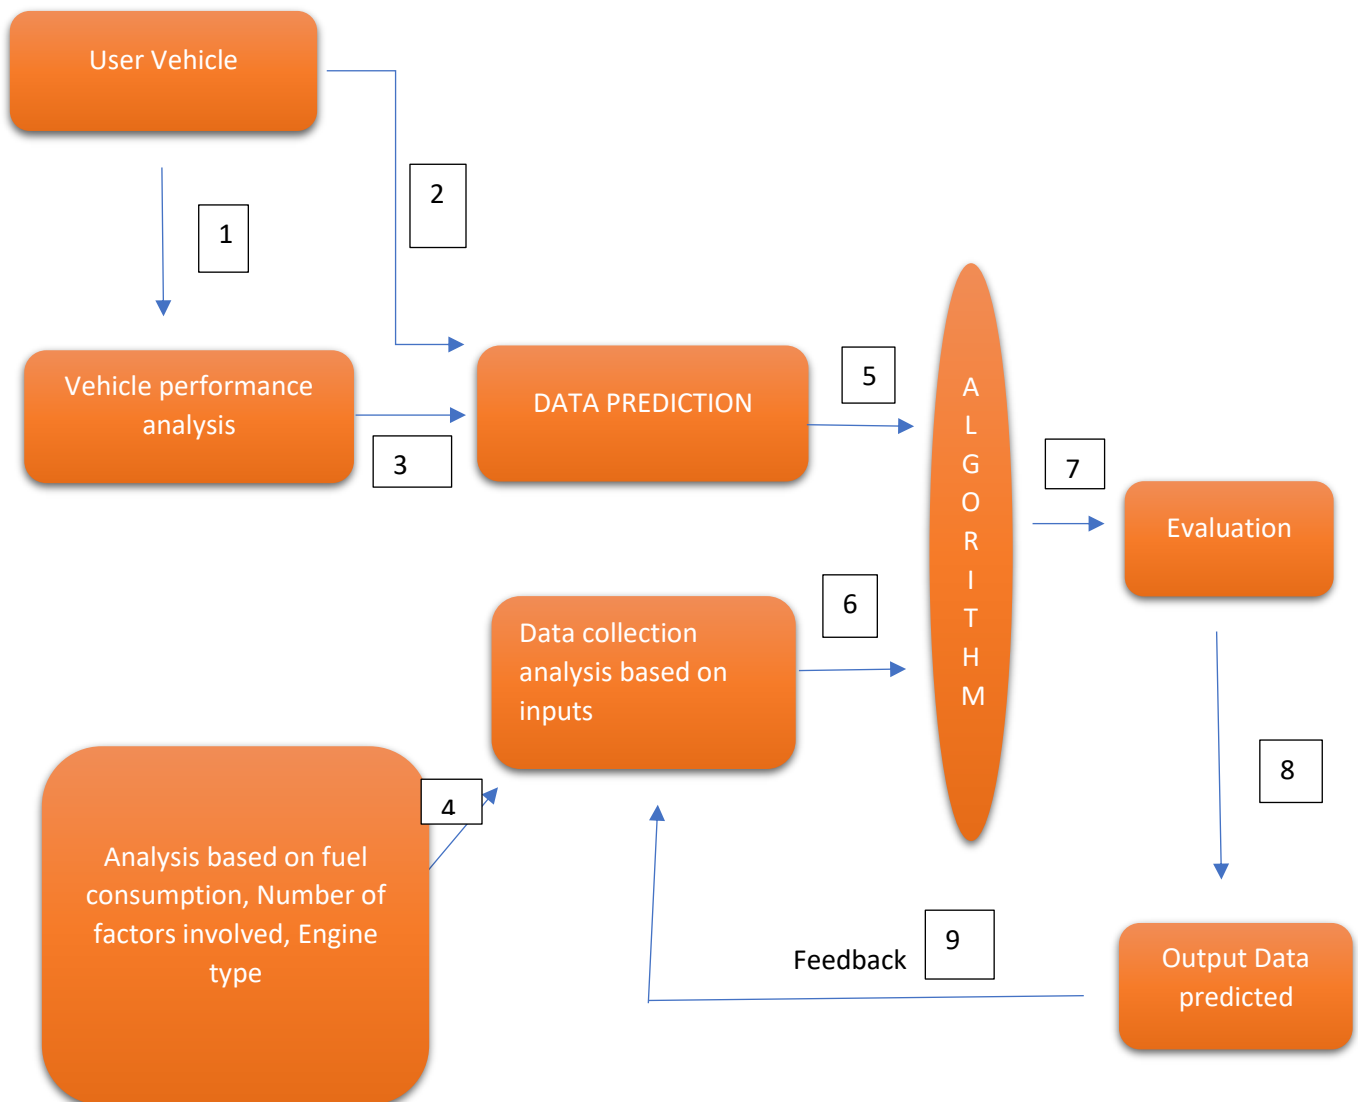 User Vehicle
2
1
Vehicle performance
analysis
3
DATA PREDICTION
5
A
L
G
O
R
I
T
H
M
7
Evaluation
6
Data collection
analysis based on
inputs
4
Analysis based on fuel
consumption, Number of
factors involved, Engine
type
8
Feedback
9
Output Data
predicted